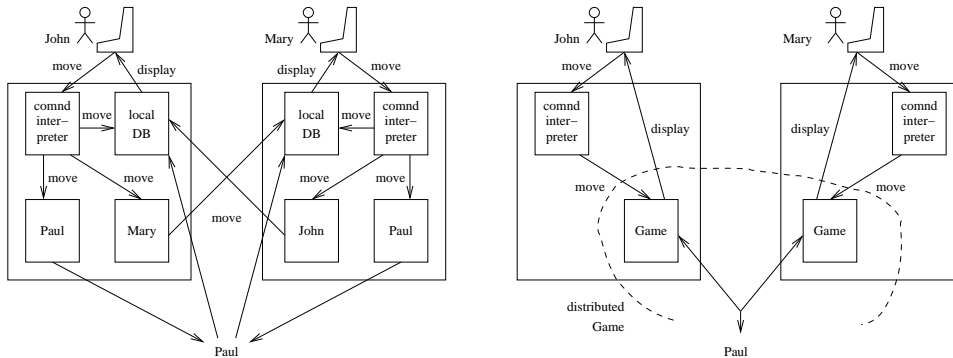 John
Mary
move
display
display
move
comnd
inter-
preter
move
local
DB
local
DB
move
comnd
inter-
preter
move
move
move
move
Paul
Mary
move
John
Paul
Paul
John
Mary
move
move
comnd
inter-
preter
display
display
comnd
inter-
preter
move
move
Game
Game
distributed
Game
Paul